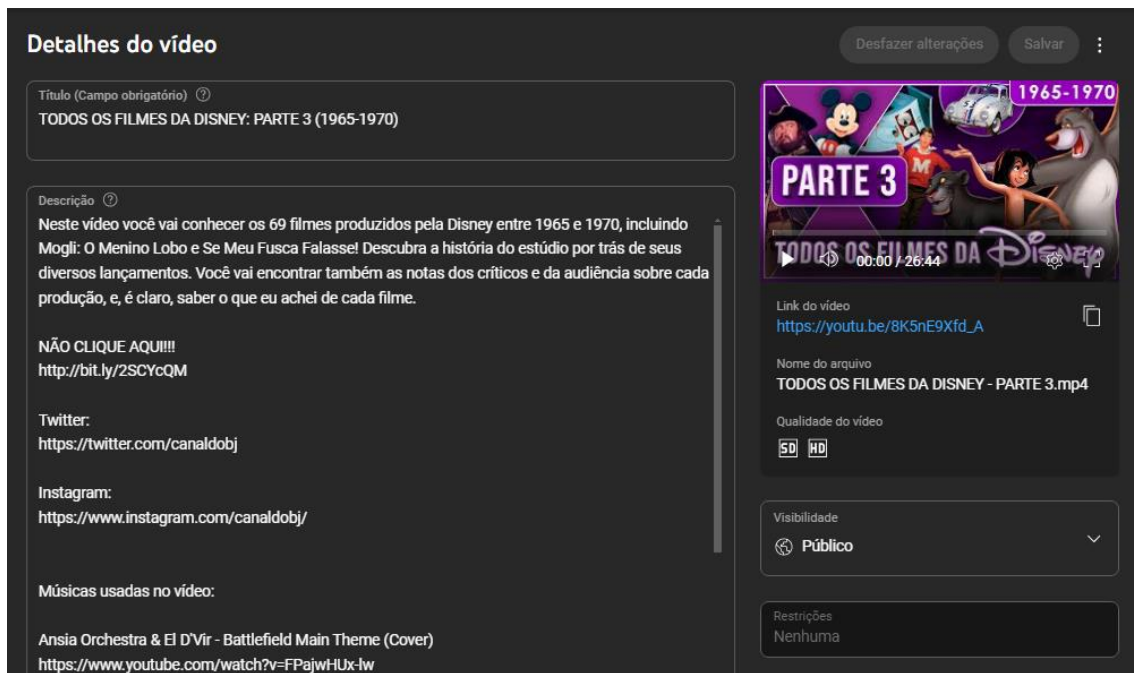 Detalhes do vídeo
Desfazer alterações
Salvar
Título (Campo obrigatório)
TODOS OS FILMES DA DISNEY: PARTE 3 (1965-1970)
Descrição
Neste vídeo você vai conhecer os 69 filmes produzidos pela Disney entre 1965 e 1970, incluindo
Mogli: O Menino Lobo e Se Meu Fusca Falasse! Descubra a história do estúdio por trás de seus
diversos lançamentos. Você vai encontrar também as notas dos críticos e da audiência sobre cada
produção, e, é claro, saber o que eu achei de cada filme.
NÃO CLIQUE AQUI!!!
http://bit.ly/2SCYcQM
Twitter:
https://twitter.com/canaldobj
Instagram:
https://www.instagram.com/canaldobj/
Músicas usadas no vídeo:
Ansia Orchestra & El D'Vir - Battlefield Main Theme (Cover)
https://www.youtube.com/watch?v=FPajwHUx-lw
1965-1970
53
M
PARTE 3
TODOS OS FILMES DA DISNEY
00:00 / 26:44
Link do vídeo
https://youtu.be/8K5nE9Xfd_A
Nome do arquivo
TODOS OS FILMES DA DISNEY - PARTE 3.mp4
Qualidade do vídeo
SD HD
Visibilidade
Público
Restrições
Nenhuma